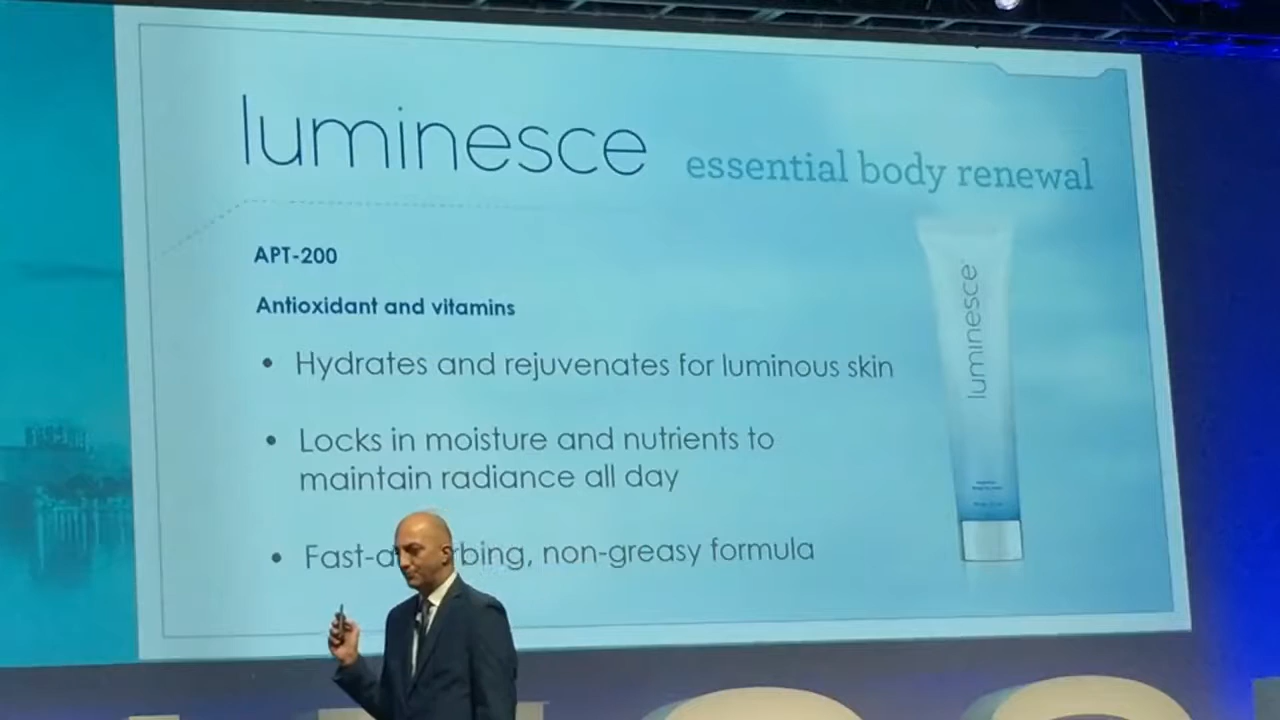 luminesce essential body renewal
APT-200
Antioxidant and vitamins
• Hydrates and rejuvenates for luminous skin
• Locks in moisture and nutrients to
maintain radiance all day
• Fast-a rbing, non-greasy formula
luminesce